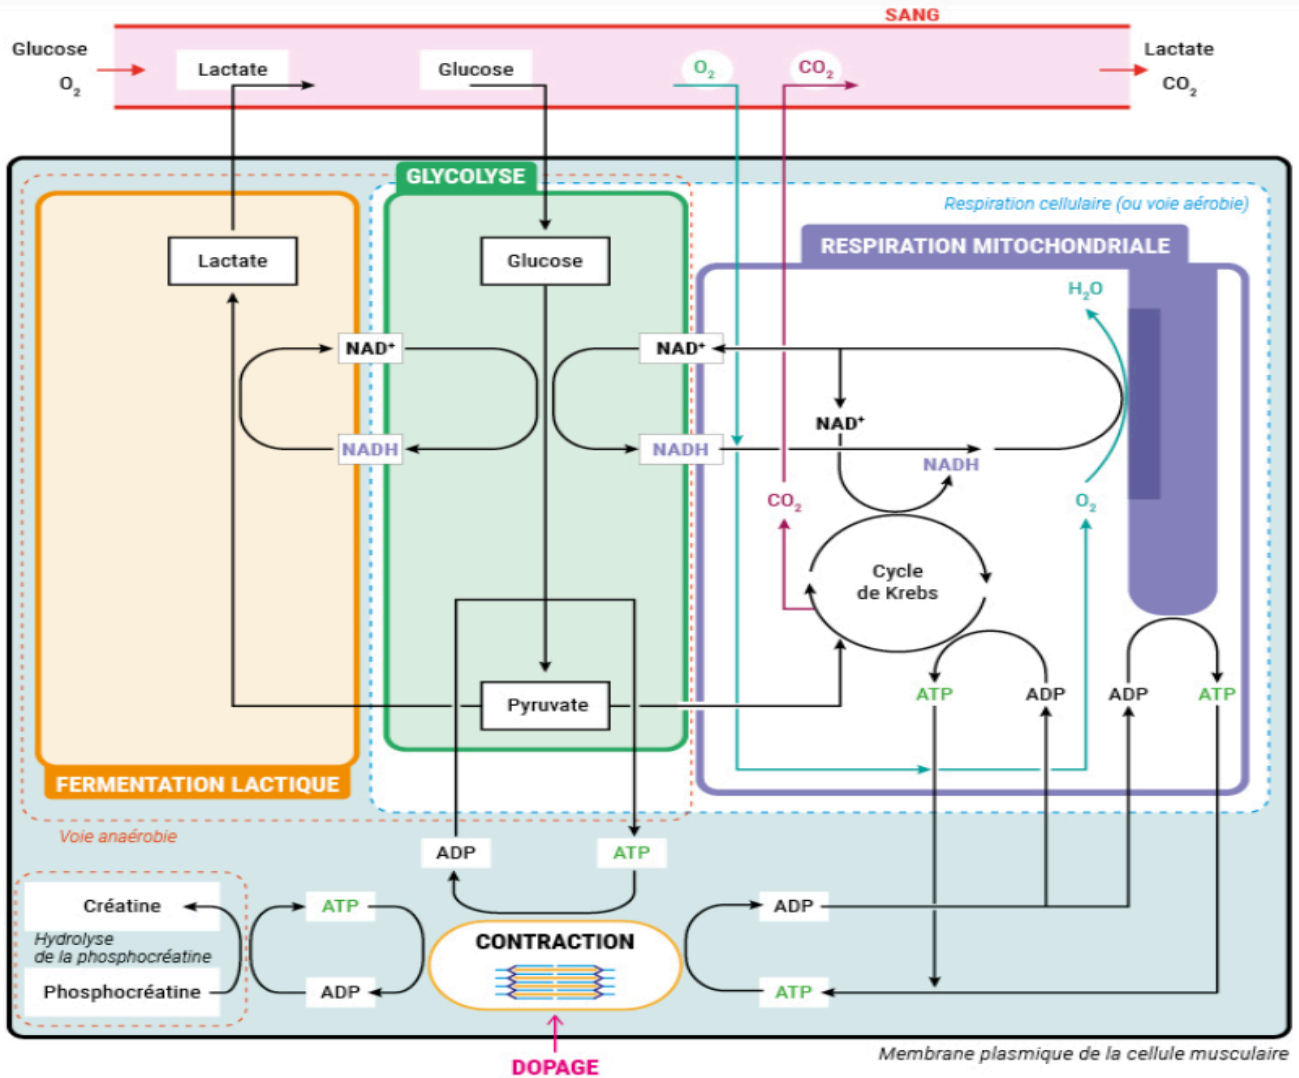 SANG
Glucose
O₂
Lactate
Glucose
O₂
CO₂
Lactate
CO₂
GLYCOLYSE
Respiration cellulaire (ou voie aérobie)
RESPIRATION MITOCHONDRIALE
Lactate
Glucose
H₂O
NAD⁺
NAD⁺
NAD⁺
NADH
NADH
NADH
CO₂
O₂
Cycle
de Krebs
Pyruvate
ATP
ADP
ADP
ATP
FERMENTATION LACTIQUE
Voie anaérobie
ADP
ATP
Créatine
ATP
ADP
Hydrolyse
de la phosphocréatine
CONTRACTION
Phosphocréatine
ADP
ATP
DOPAGE
Membrane plasmique de la cellule musculaire